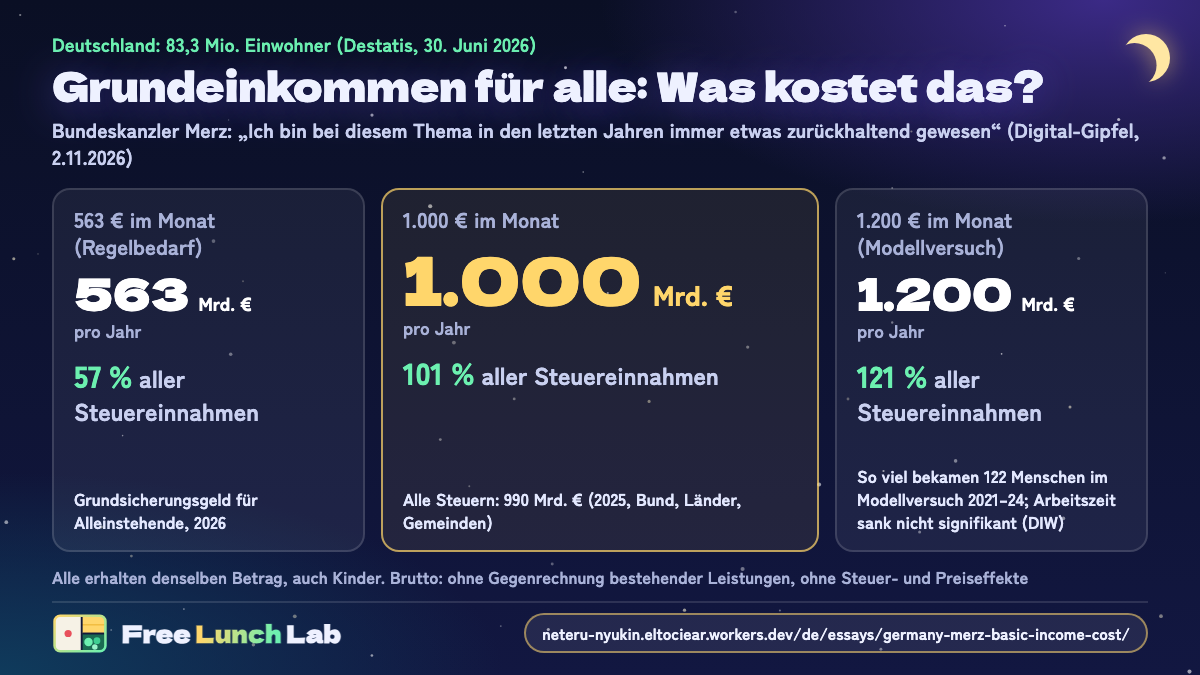 Deutschland: 83,3 Mio. Einwohner (Destatis, 30. Juni 2026)
Grundeinkommen für alle: Was kostet das?
Bundeskanzler Merz: „Ich bin bei diesem Thema in den letzten Jahren immer etwas zurückhaltend gewesen“ (Digital-Gipfel,
2.11.2026)
563 € im Monat
(Regelbedarf)
563 Mrd. €
pro Jahr
57 % aller
Steuereinnahmen
Grundsicherungsgeld für
Alleinstehende, 2026
1.000 € im Monat
1.000 Mrd. €
pro Jahr
101 % aller Steuereinnahmen
Alle Steuern: 990 Mrd. € (2025, Bund, Länder,
Gemeinden)
1.200 € im Monat
(Modellversuch)
1.200 Mrd. €
pro Jahr
121 % aller
Steuereinnahmen
So viel bekamen 122 Menschen im
Modellversuch 2021–24; Arbeitszeit
sank nicht signifikant (DIW)
Alle erhalten denselben Betrag, auch Kinder. Brutto: ohne Gegenrechnung bestehender Leistungen, ohne Steuer- und Preiseffekte
Free Lunch Lab
neteru-nyukin.eltociear.workers.dev/de/essays/germany-merz-basic-income-cost/